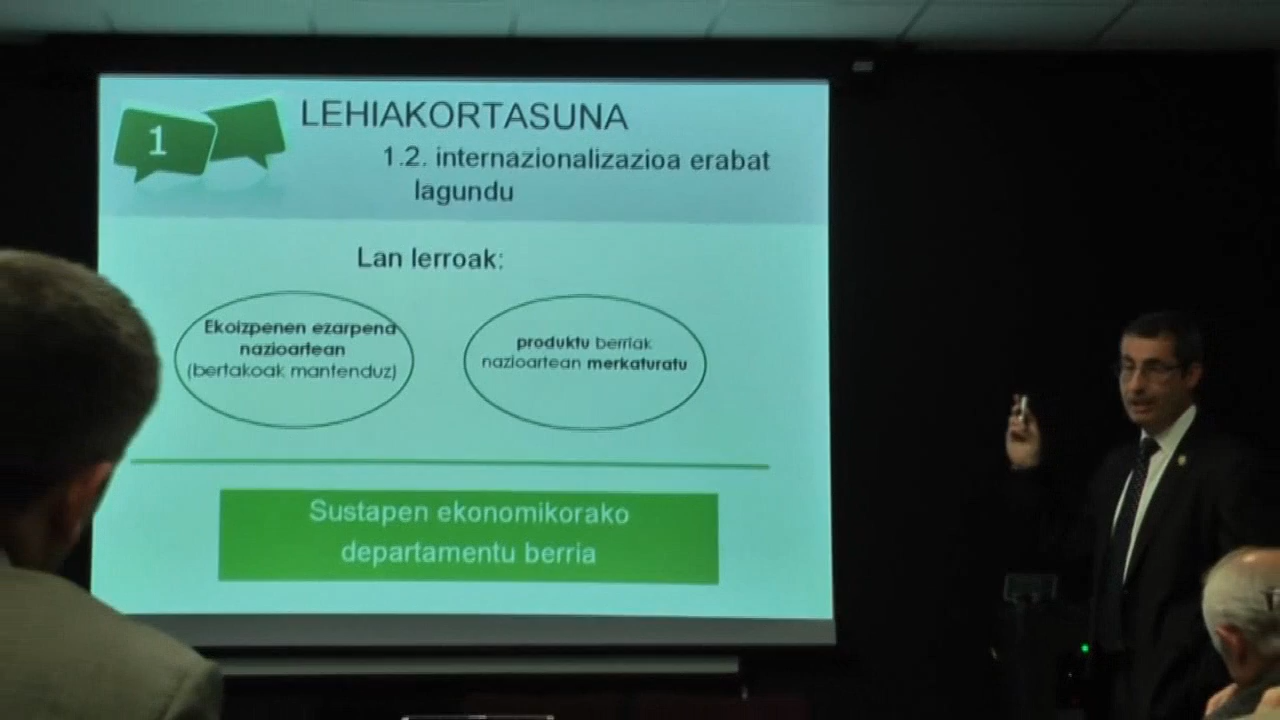 1
LEHIAKORTASUNA
1.2. internazionalizazioa erabat
lagundu
Lan lerroak:
Ekoizpenen ezarpena
nazioartean
(bertakoak mantenduz)
produktu berriak
nazioartean merkaturatu
Sustapen ekonomikorako
departamentu berria